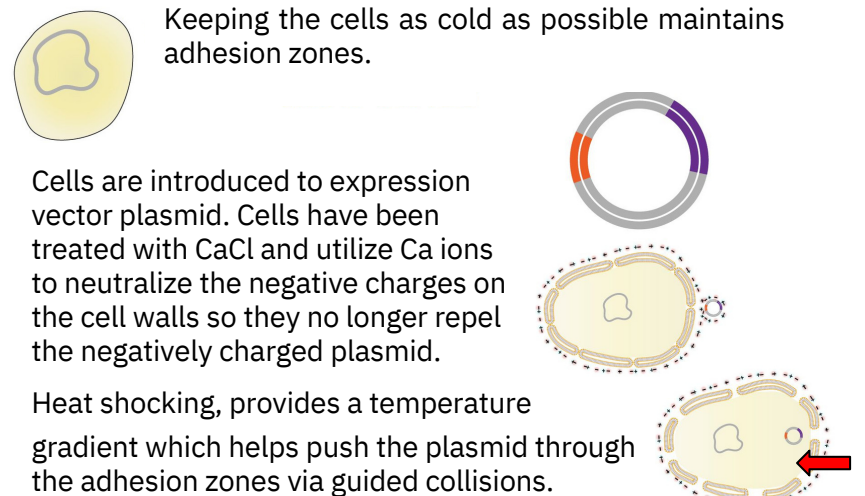 Keeping the cells as cold as possible maintains
adhesion zones.
Cells are introduced to expression
vector plasmid. Cells have been
treated with CaCl and utilize Ca ions
to neutralize the negative charges on
the cell walls so they no longer repel
the negatively charged plasmid.
Heat shocking, provides a temperature
gradient which helps push the plasmid through
the adhesion zones via guided collisions.